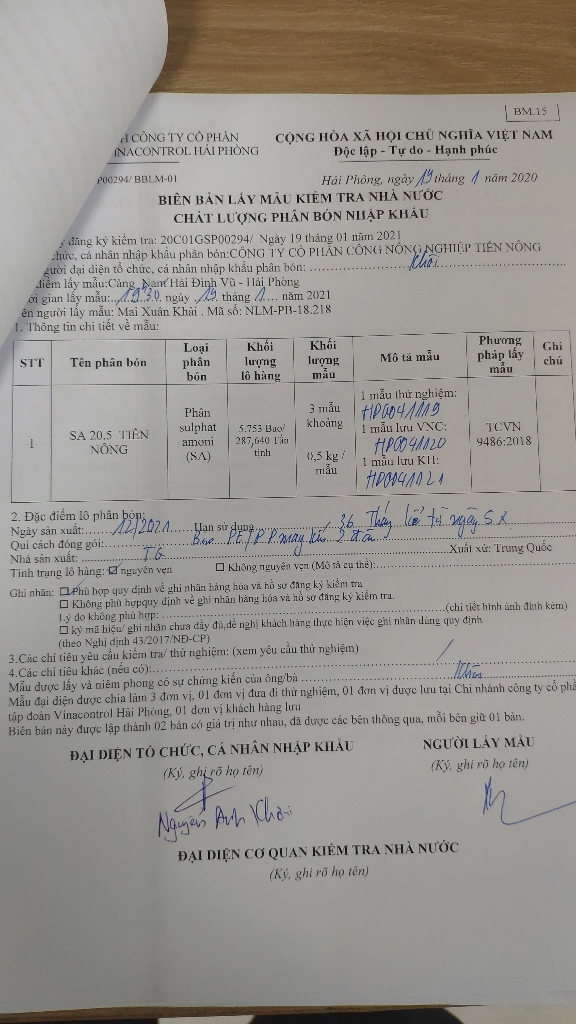 BM.15
H CÔNG TY CỔ PHẦN
INACONTROL HẢI PHÒNG
CỘNG HÒA XÃ HỘI CHỦ NGHĨA VIỆT NAM
Độc lập - Tự do - Hạnh phúc
P00294/ BBLM-01
Hải Phòng, ngày 19 tháng 1 năm 2020
BIÊN BẢN LẤY MẪU KIỂM TRA NHÀ NƯỚC
CHẤT LƯỢNG PHÂN BÓN NHẬP KHẨU
đăng ký kiểm tra: 20C01GSP00294/ Ngày 19 tháng 01 năm 2021
chức, cá nhân nhập khẩu phân bón:CÔNG TY CỔ PHẦN CÔNG NÔNG NGHIỆP TIẾN NÔNG
gười đại diện tổ chức, cá nhân nhập khẩu phân bón: Khôi
điểm lấy mẫu:Cảng Nam Hải Đình Vũ - Hải Phòng
ời gian lấy mẫu: 19.30. ngày 19 tháng 1 năm 2021
ên người lấy mẫu: Mai Xuân Khải . Mã số: NLM-PB-18.218
1. Thông tin chi tiết về mẫu:
STT Tên phân bón Loại phân bón Khối lượng lô hàng Khối lượng mẫu Mô tả mẫu Phương pháp lấy mẫu Ghi chú
1 SA 20.5 TIẾN NÔNG Phân sulphat amoni (SA) 5.753 Bao/ 287,640 Tấn tịnh 3 mẫu khoảng 0,5 kg / mẫu
1 mẫu thử nghiệm:
HP0041119
1 mẫu lưu VNC:
HP0041120
1 mẫu lưu KH:
HP0041121
TCVN 9486:2018
2. Đặc điểm lô phân bón:
Ngày sản xuất: 12/2021 Hạn sử dụng 36 Tháng kể từ ngày SX
Qui cách đóng gói: Bao PE/PP may kín 2 đầu
Nhà sản xuất: TG Xuất xứ: Trung Quốc
Tình trạng lô hàng: ☑ nguyên vẹn ☐ Không nguyên vẹn (Mô tả cụ thể):
Ghi nhãn: ☑ Phù hợp quy định về ghi nhãn hàng hóa và hồ sơ đăng ký kiểm tra
☐ Không phù hợpquy định về ghi nhãn hàng hóa và hồ sơ đăng ký kiểm tra.
Lý do không phù hợp: (chi tiết hình ảnh đính kèm)
☐ ký mã hiệu/ ghi nhãn chưa đầy đủ,đề nghị khách hàng thực hiện việc ghi nhãn đúng quy định
(theo Nghị định 43/2017/NĐ-CP)
3.Các chỉ tiêu yêu cầu kiểm tra/ thử nghiệm: (xem yêu cầu thử nghiệm)
4.Các chỉ tiêu khác (nếu có): /
Mẫu được lấy và niêm phong có sự chứng kiến của ông/bà Khôi
Mẫu đại diện được chia làm 3 đơn vị, 01 đơn vị đưa đi thử nghiệm, 01 đơn vị được lưu tại Chi nhánh công ty cổ phầ
tập đoàn Vinacontrol Hải Phòng, 01 đơn vị khách hàng lưu
Biên bản này được lập thành 02 bản có giá trị như nhau, đã được các bên thông qua, mỗi bên giữ 01 bản.
ĐẠI DIỆN TỔ CHỨC, CÁ NHÂN NHẬP KHẨU
(Ký, ghi rõ họ tên)
Nguyễn Anh Khôi
NGƯỜI LẤY MẪU
(Ký, ghi rõ họ tên)
ĐẠI DIỆN CƠ QUAN KIỂM TRA NHÀ NƯỚC
(Ký, ghi rõ họ tên)